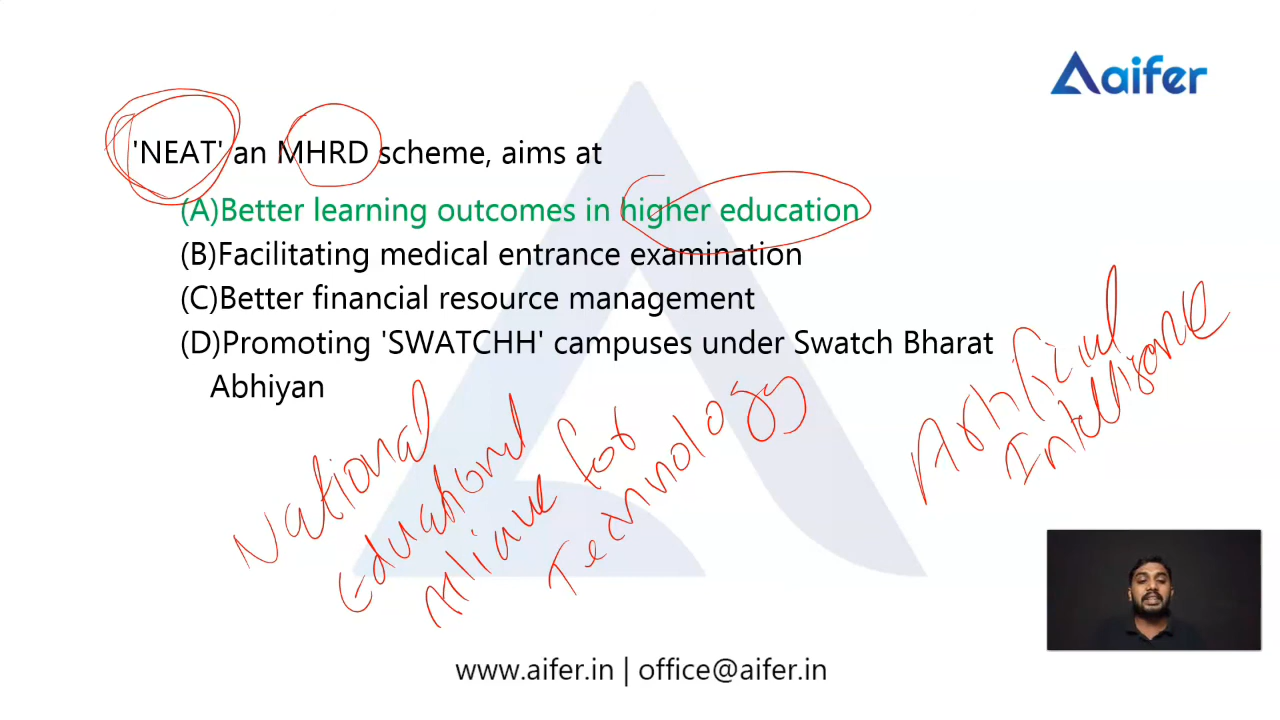 aifer
'NEAT' an MHRD scheme, aims at
(A)Better learning outcomes in higher education
(B)Facilitating medical entrance examination
(C)Better financial resource management
(D)Promoting 'SWATCHH' campuses under Swatch Bharat
Abhiyan
National
Educational
Alliance for
Technology
Artificial
Intelligence
www.aifer.in | office@aifer.in